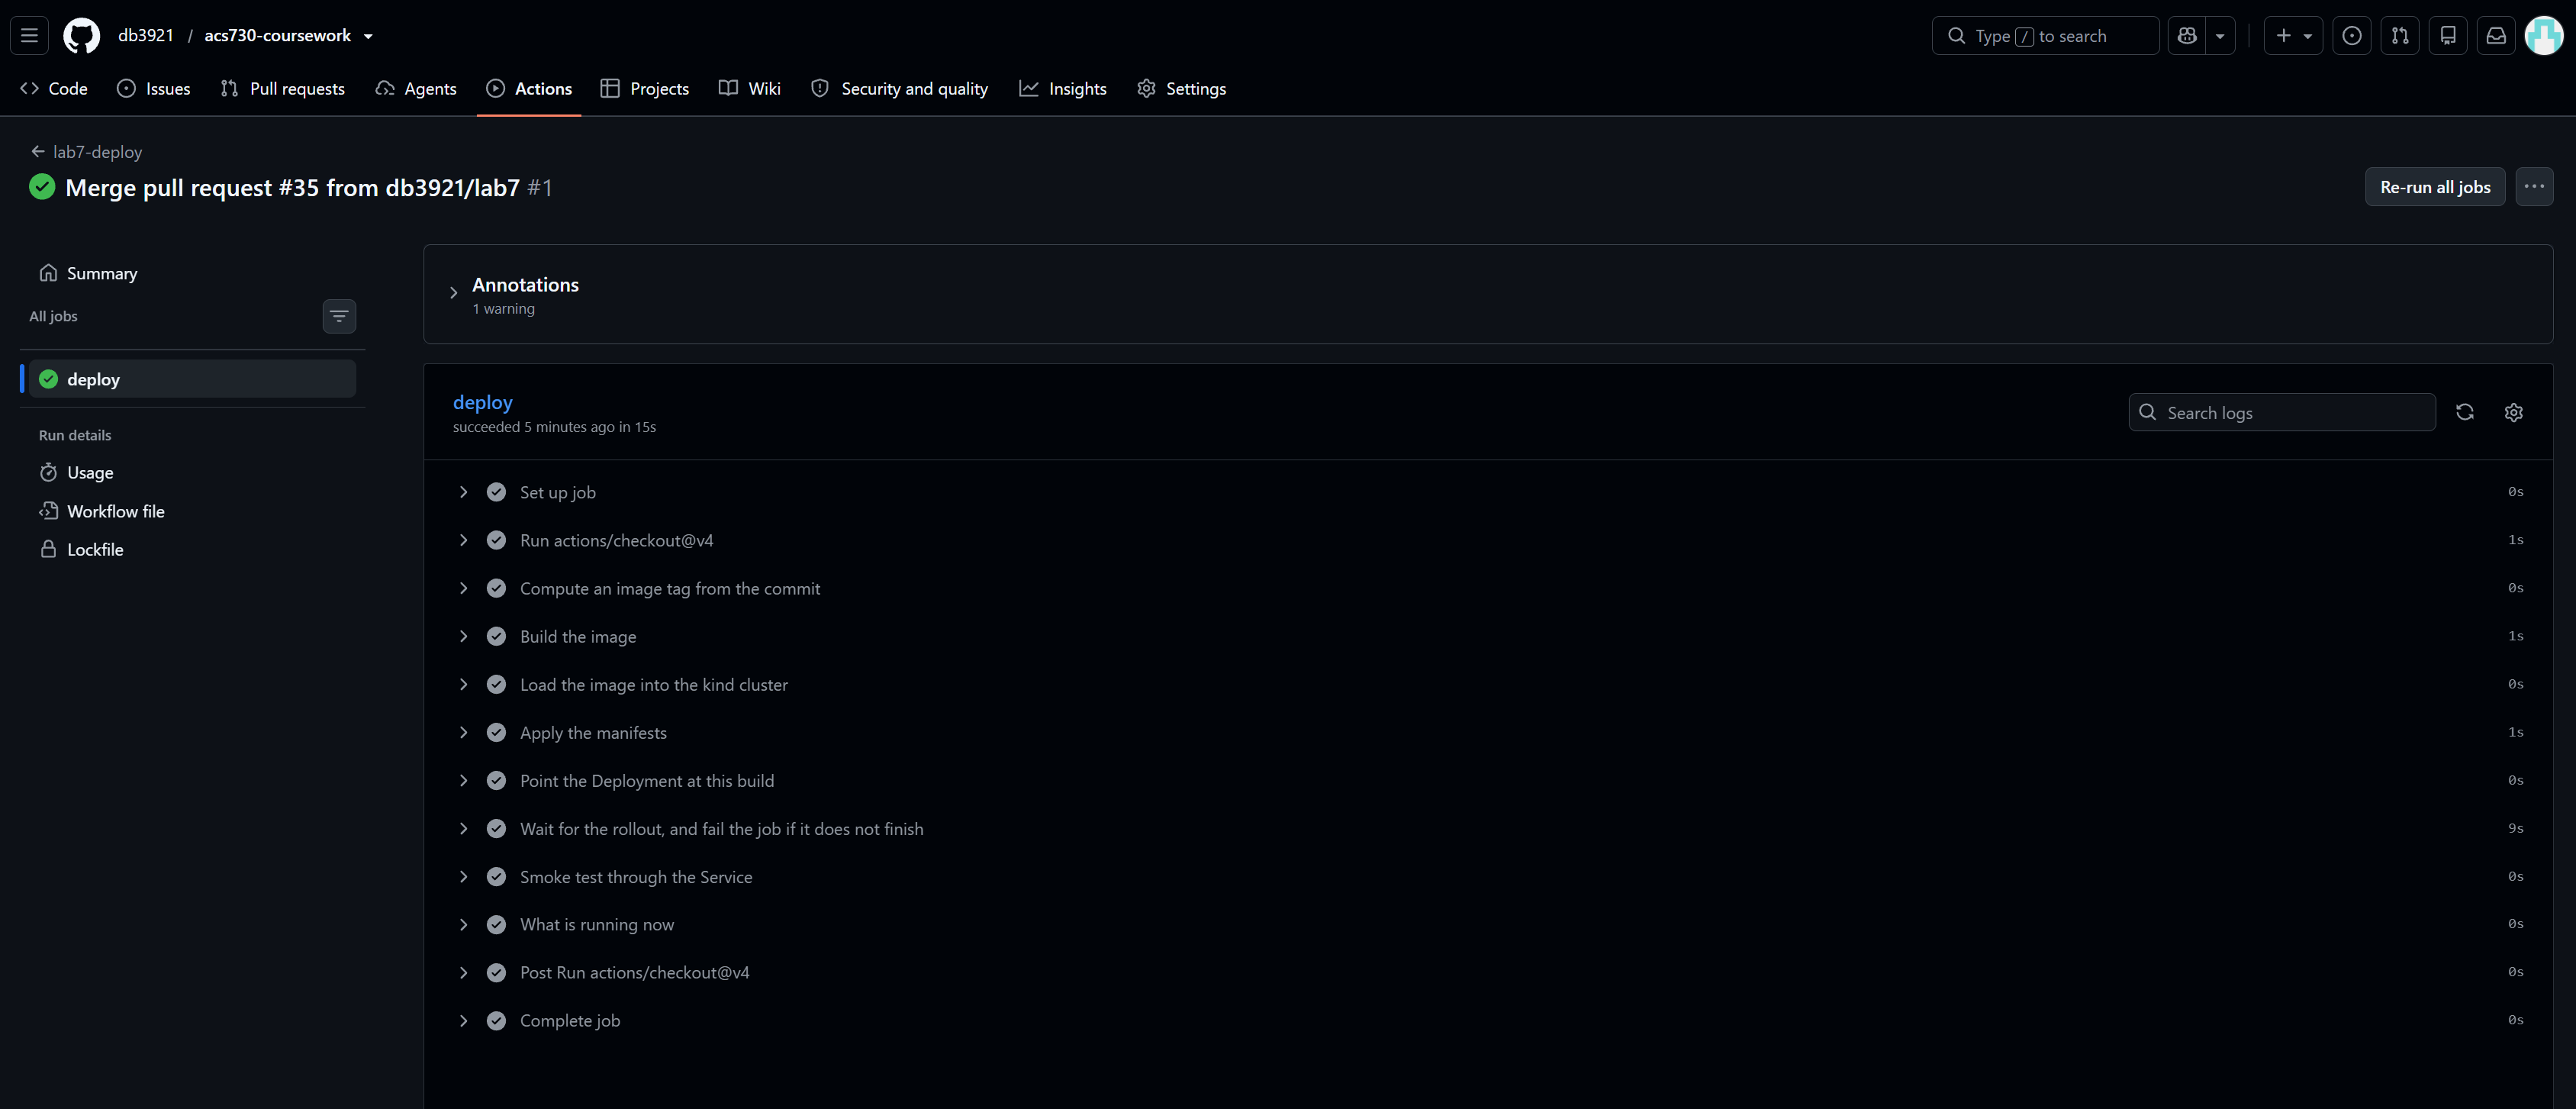 db3921 / acs730-coursework
Type / to search
Code
Issues
Pull requests
Agents
Actions
Projects
Wiki
Security and quality
Insights
Settings
lab7-deploy
Merge pull request #35 from db3921/lab7 #1
Re-run all jobs
Summary
All jobs
deploy
Run details
Usage
Workflow file
Lockfile
Annotations
1 warning
deploy
succeeded 5 minutes ago in 15s
Search logs
Set up job 0s
Run actions/checkout@v4 1s
Compute an image tag from the commit 0s
Build the image 1s
Load the image into the kind cluster 0s
Apply the manifests 1s
Point the Deployment at this build 0s
Wait for the rollout, and fail the job if it does not finish 9s
Smoke test through the Service 0s
What is running now 0s
Post Run actions/checkout@v4 0s
Complete job 0s